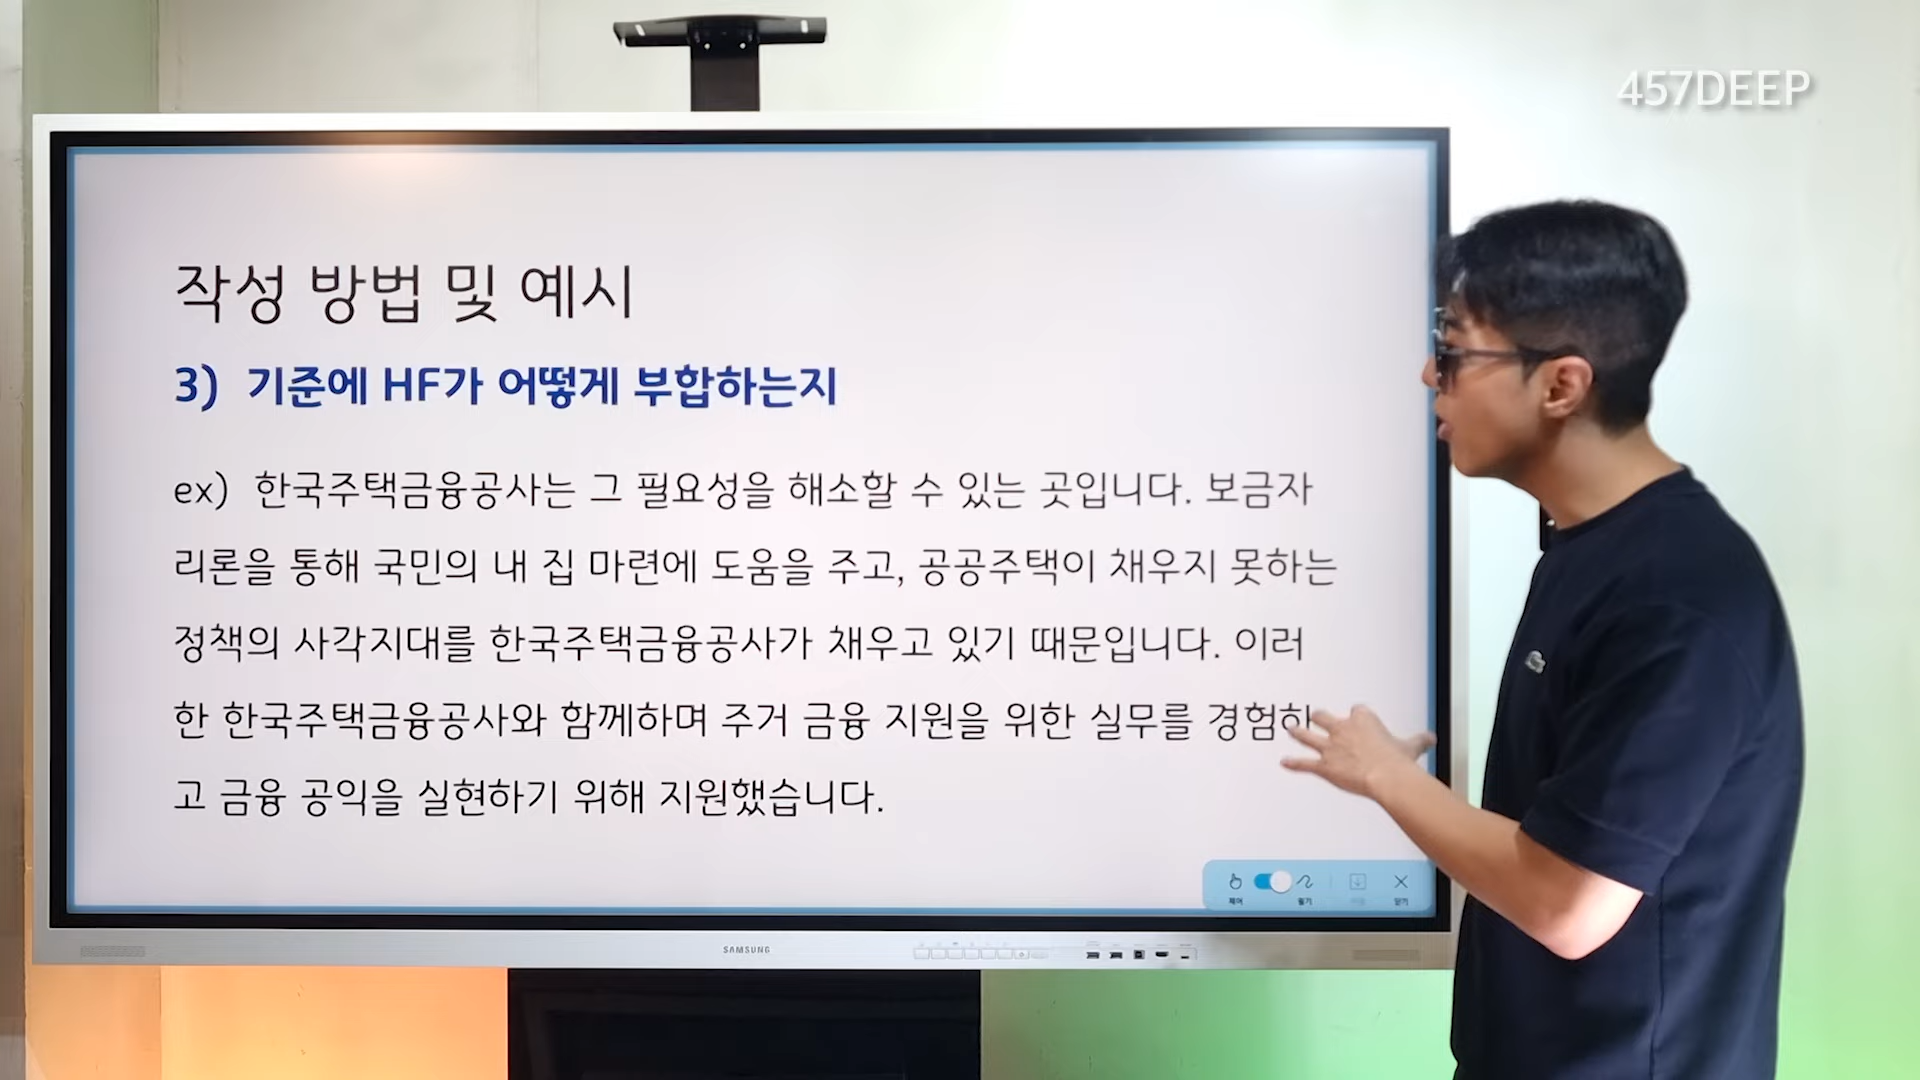 457DEEP
작성 방법 및 예시
3) 기준에 HF가 어떻게 부합하는지
ex) 한국주택금융공사는 그 필요성을 해소할 수 있는 곳입니다. 보금자
리론을 통해 국민의 내 집 마련에 도움을 주고, 공공주택이 채우지 못하는
정책의 사각지대를 한국주택금융공사가 채우고 있기 때문입니다. 이러
한 한국주택금융공사와 함께하며 주거 금융 지원을 위한 실무를 경험하
고 금융 공익을 실현하기 위해 지원했습니다.
제어 필기 닫기
SAMSUNG